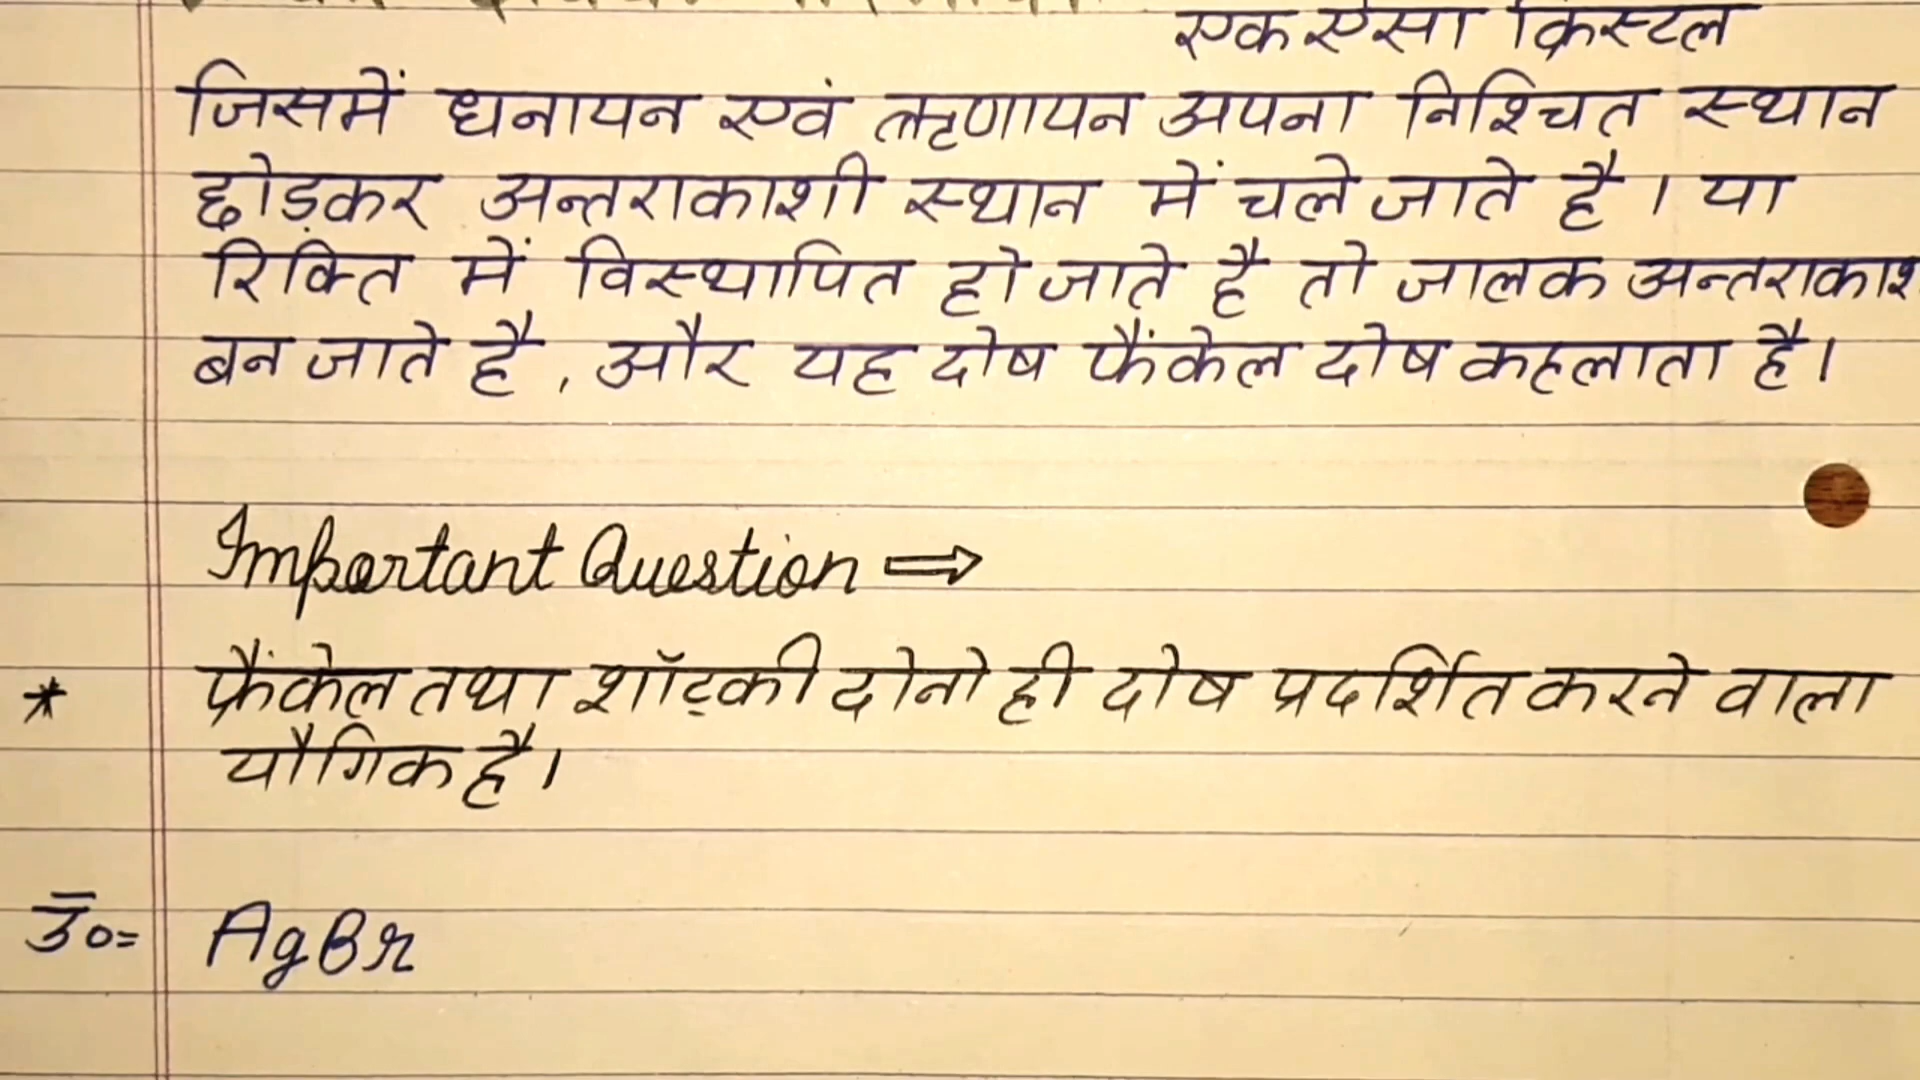 एक ऐसा क्रिस्टल
जिसमें धनायन एवं ऋणायन अपना निश्चित स्थान
छोड़कर अन्तराकाशी स्थान में चले जाते है । या
रिक्ति में विस्थापित हो जाते है तो जालक अन्तराकाश
बन जाते है , और यह दोष फैंकेल दोष कहलाता है।
Important Question ⇒
* फ्रैंकेल तथा शॉट्की दोनो ही दोष प्रदर्शित करने वाला
यौगिक है।
उ०= AgBr